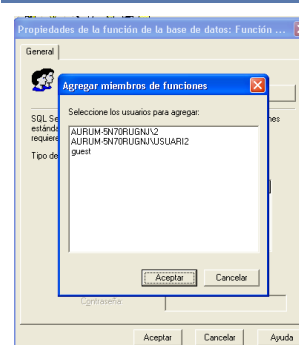 Propiedades de la función de la base de datos: Función ...
General
Agregar miembros de funciones
Seleccione los usuarios para agregar:
AURUM-5N70RUGNJ\2
AURUM-5N70RUGNJ\USUARI2
guest
Aceptar
Cancelar
SQL Se
nes
estánda
requiere
Tipo de
Contraseña:
Aceptar
Cancelar
Ayuda